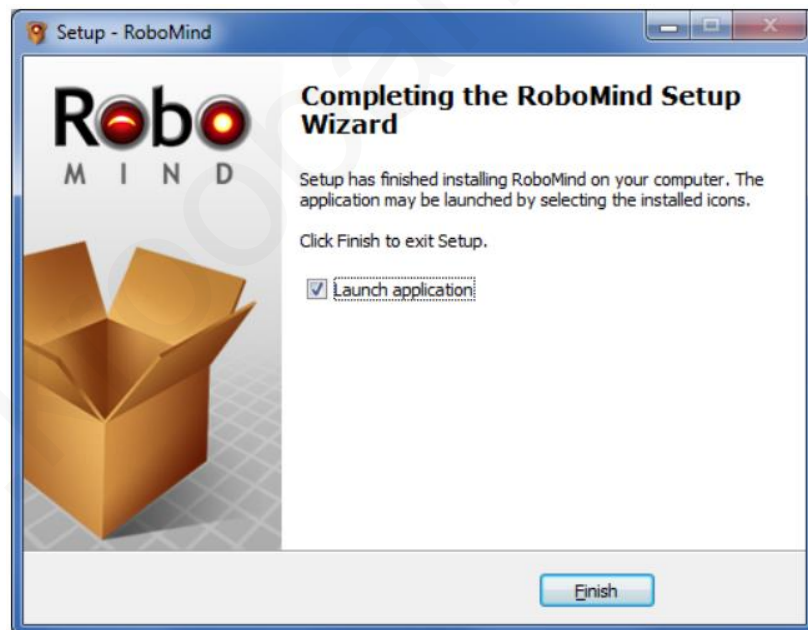 Setup - RoboMind
Robo
MIND
Completing the RoboMind Setup
Wizard
Setup has finished installing RoboMind on your computer. The
application may be launched by selecting the installed icons.
Click Finish to exit Setup.
Launch application
Finish